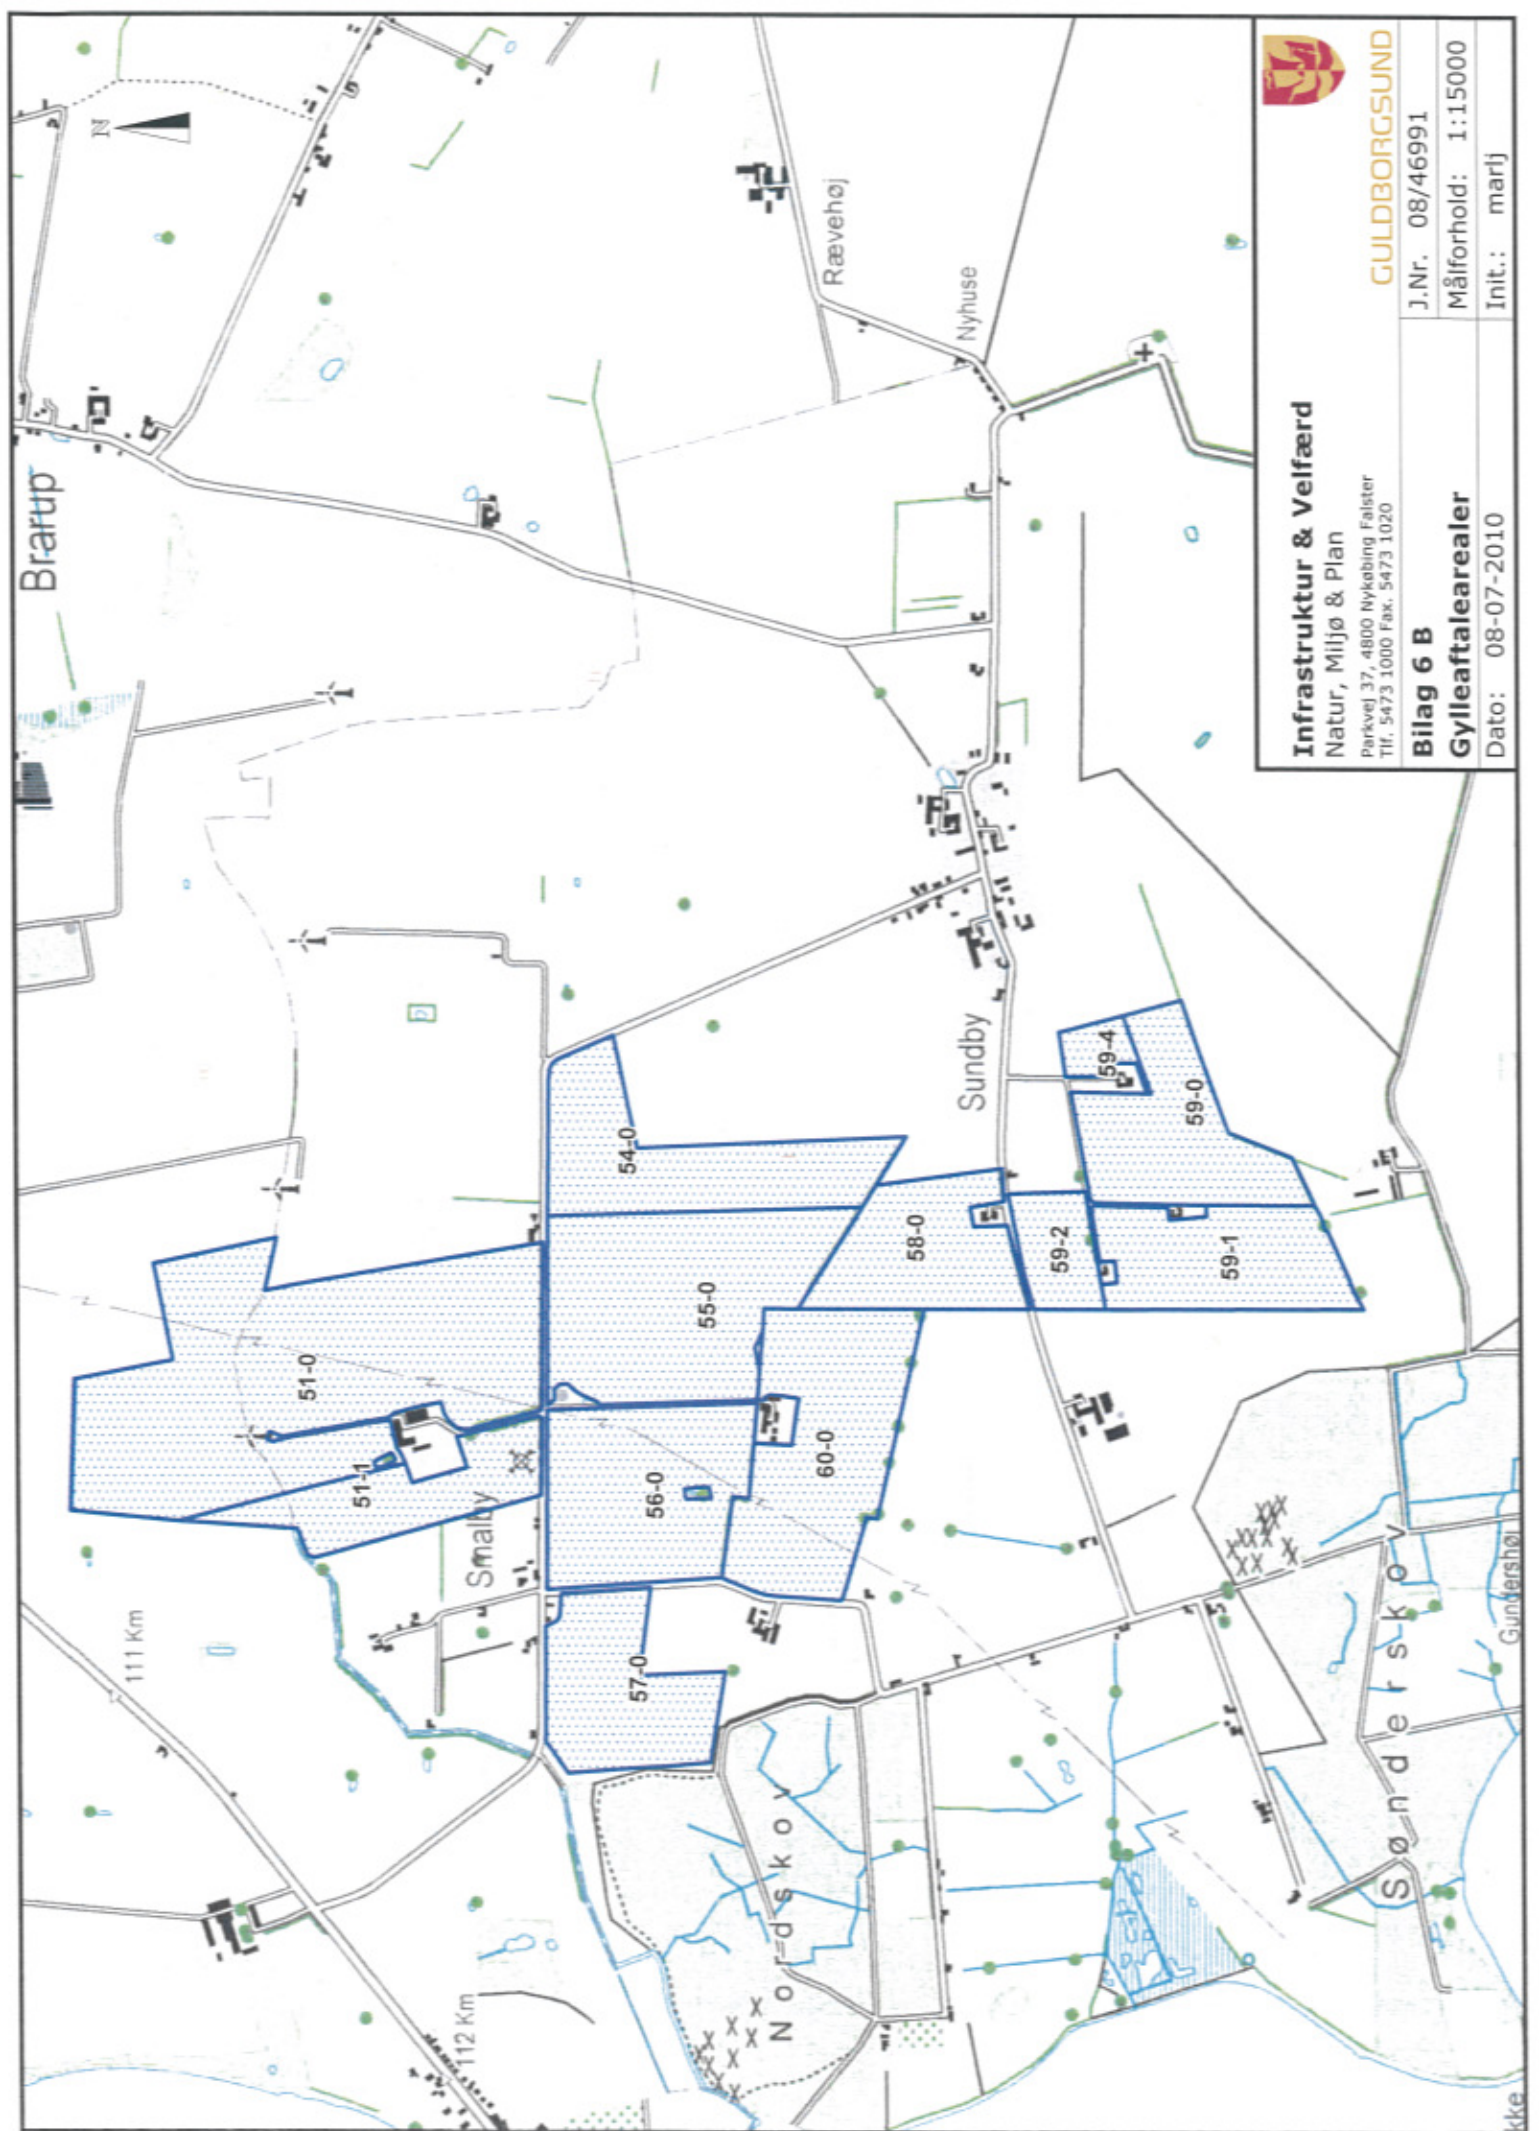 Brarup
N
Rævehøj
Nyhuse
111 Km
112 Km
Smalby
Sundby
51-0
51-1
54-0
55-0
56-0
57-0
58-0
59-0
59-1
59-2
59-4
60-0
Nordskov
Sønderskov
Gundershøj
kke
Infrastruktur & Velfærd
Natur, Miljø & Plan
Parkvej 37, 4800 Nykøbing Falster
Tlf. 5473 1000 Fax. 5473 1020
GULDBORGSUND
Bilag 6 B
J.Nr. 08/46991
Gylleaftalearealer
Målforhold: 1:15000
Dato: 08-07-2010
Init.: marlj